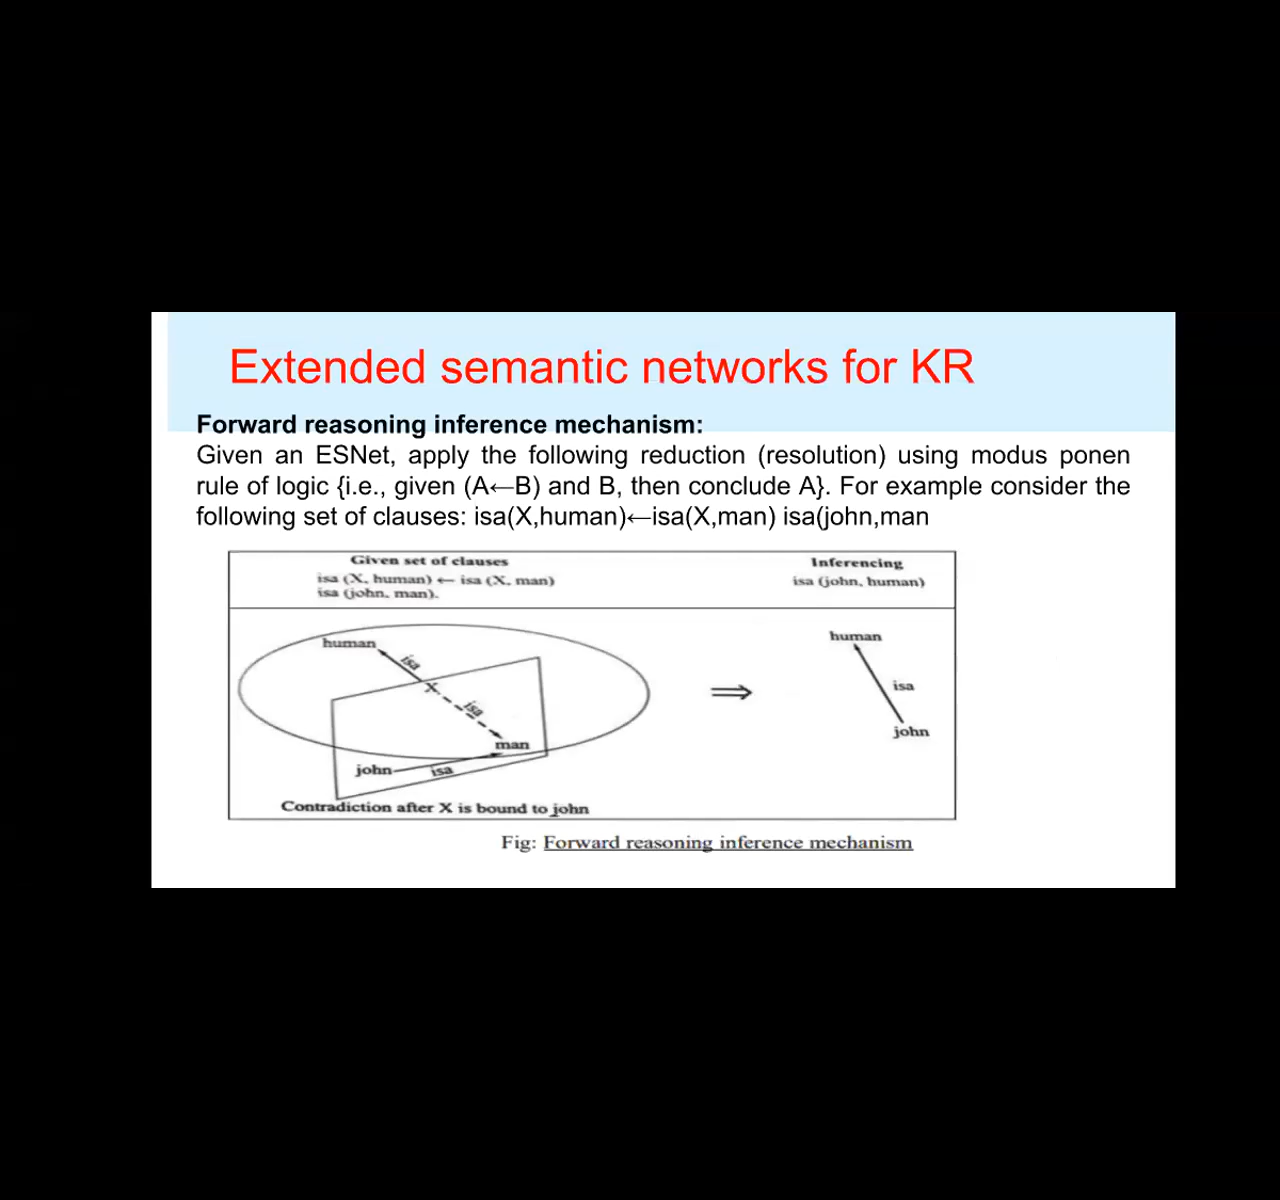 Extended semantic networks for KR
Forward reasoning inference mechanism:
Given an ESNet, apply the following reduction (resolution) using modus ponen
rule of logic {i.e., given (A←B) and B, then conclude A}. For example consider the
following set of clauses: isa(X,human)←isa(X,man) isa(john,man
Given set of clauses
isa (X, human) ← isa (X, man)
isa (john, man).
Inferencing
isa (john, human)
human
isa
X
isa
man
john
isa
Contradiction after X is bound to john
⇒
human
isa
john
Fig: Forward reasoning inference mechanism